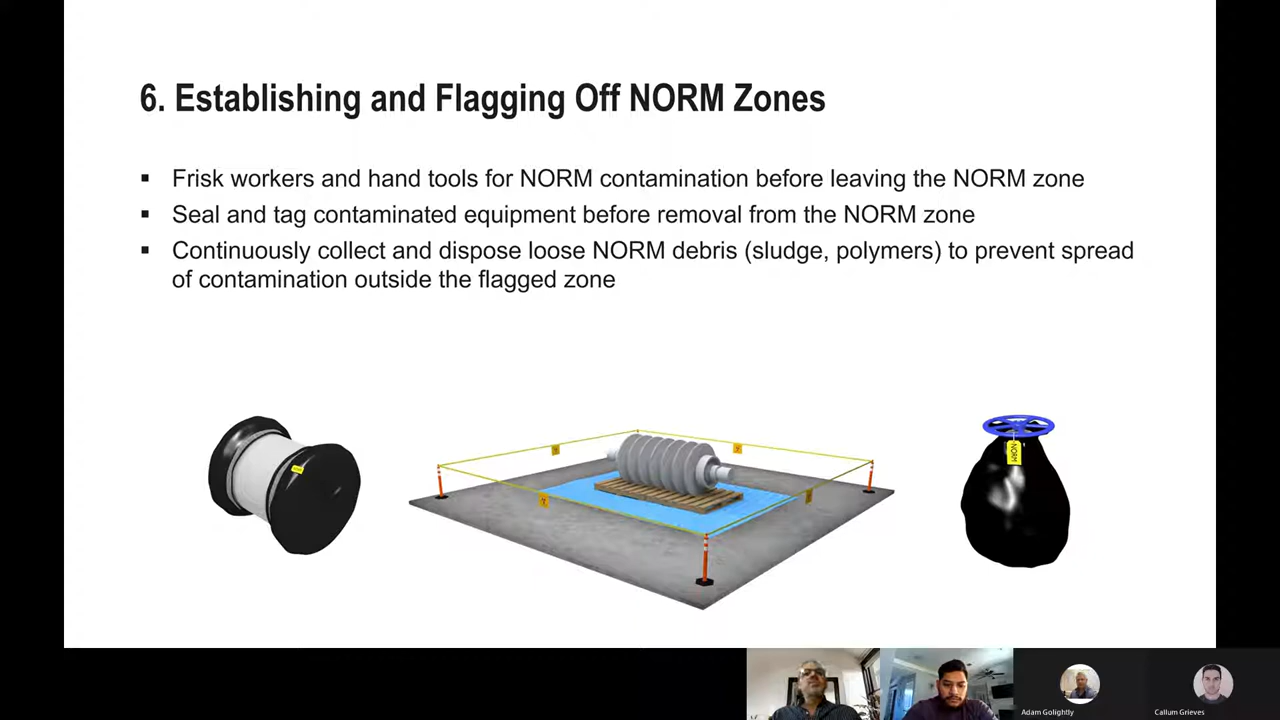 6. Establishing and Flagging Off NORM Zones
▪ Frisk workers and hand tools for NORM contamination before leaving the NORM zone
▪ Seal and tag contaminated equipment before removal from the NORM zone
▪ Continuously collect and dispose loose NORM debris (sludge, polymers) to prevent spread
of contamination outside the flagged zone
NORM
Adam Golightly
Callum Grieves